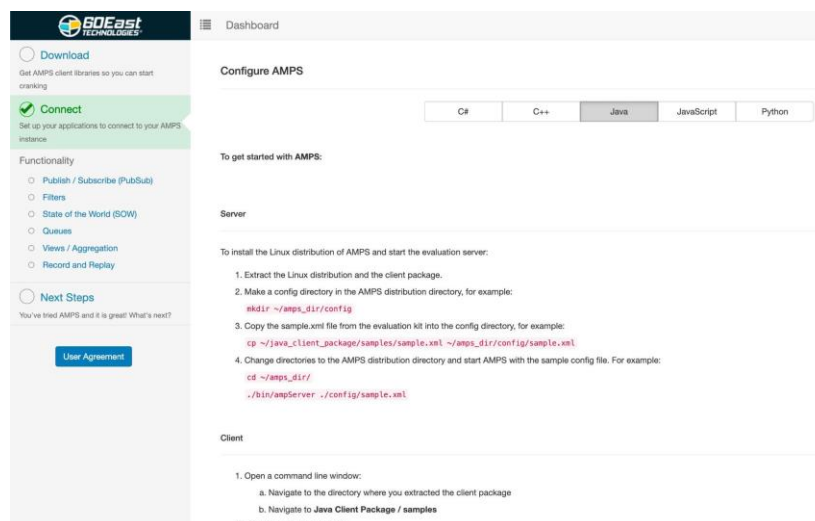 60East
TECHNOLOGIES
Dashboard
Download
Get AMPS client libraries so you can start
cranking
Connect
Set up your applications to connect to your AMPS
instance
Functionality
Publish / Subscribe (PubSub)
Filters
State of the World (SOW)
Queues
Views / Aggregation
Record and Replay
Next Steps
You've tried AMPS and it is great! What's next?
User Agreement
Configure AMPS
C#
C++
Java
JavaScript
Python
To get started with AMPS:
Server
To install the Linux distribution of AMPS and start the evaluation server:
1. Extract the Linux distribution and the client package.
2. Make a config directory in the AMPS distribution directory, for example:
mkdir ~/amps_dir/config
3. Copy the sample.xml file from the evaluation kit into the config directory, for example:
cp ~/java_client_package/samples/sample.xml ~/amps_dir/config/sample.xml
4. Change directories to the AMPS distribution directory and start AMPS with the sample config file. For example:
cd ~/amps_dir/
./bin/ampServer ./config/sample.xml
Client
1. Open a command line window:
a. Navigate to the directory where you extracted the client package
b. Navigate to Java Client Package / samples